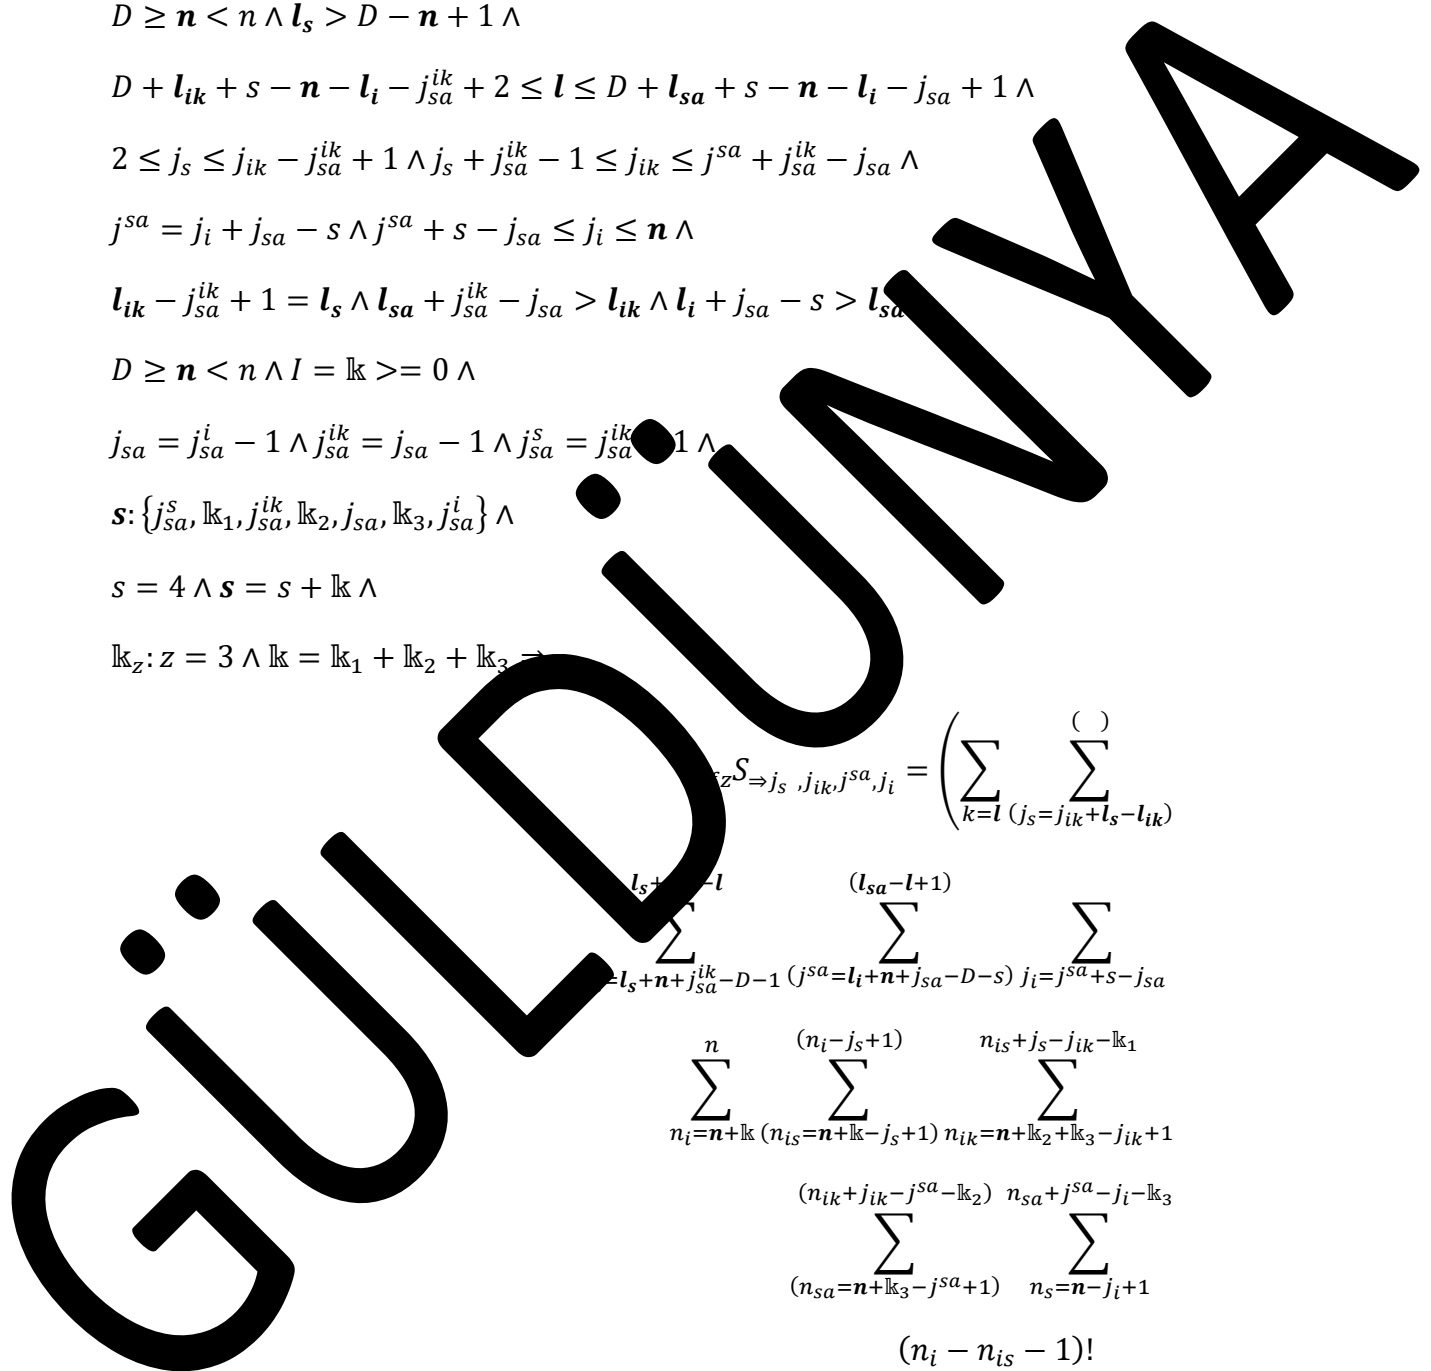 D ≥ n < n ∧ l_s > D − n + 1 ∧
D + l_ik + s − n − l_i − j_sa^ik + 2 ≤ l ≤ D + l_sa + s − n − l_i − j_sa + 1 ∧
2 ≤ j_s ≤ j_ik − j_sa^ik + 1 ∧ j_s + j_sa^ik − 1 ≤ j_ik ≤ j^sa + j_sa^ik − j_sa ∧
j^sa = j_i + j_sa − s ∧ j^sa + s − j_sa ≤ j_i ≤ n ∧
l_ik − j_sa^ik + 1 = l_s ∧ l_sa + j_sa^ik − j_sa > l_ik ∧ l_i + j_sa − s > l_sa
D ≥ n < n ∧ I = 𝕜 >= 0 ∧
j_sa = j_sa^i − 1 ∧ j_sa^ik = j_sa − 1 ∧ j_sa^s = j_sa^ik 1 ∧
s: {j_sa^s, 𝕜_1, j_sa^ik, 𝕜_2, j_sa, 𝕜_3, j_sa^i} ∧
s = 4 ∧ s = s + 𝕜 ∧
𝕜_z: z = 3 ∧ 𝕜 = 𝕜_1 + 𝕜_2 + 𝕜_3 ⇒
z S_⇒j_s ,j_ik,j^sa,j_i = ( ∑_{k=l} ∑_{(j_s=j_ik+l_s−l_ik)}^{( )}
∑_{=l_s+n+j_sa^ik−D−1}^{l_s+ −l} ∑_{(j^sa=l_i+n+j_sa−D−s)}^{(l_sa−l+1)} ∑_{j_i=j^sa+s−j_sa}
∑_{n_i=n+𝕜}^{n} ∑_{(n_is=n+𝕜−j_s+1)}^{(n_i−j_s+1)} ∑_{n_ik=n+𝕜_2+𝕜_3−j_ik+1}^{n_is+j_s−j_ik−𝕜_1}
∑_{(n_sa=n+𝕜_3−j^sa+1)}^{(n_ik+j_ik−j^sa−𝕜_2)} ∑_{n_s=n−j_i+1}^{n_sa+j^sa−j_i−𝕜_3}
(n_i − n_is − 1)!
GÜLDÜNYA